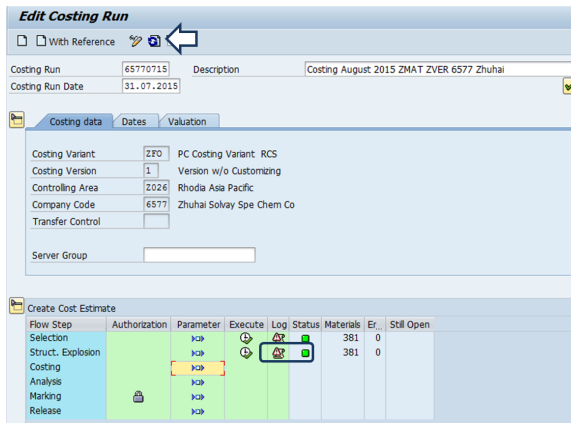 Edit Costing Run
With Reference
Costing Run 65770715 Description Costing August 2015 ZMAT ZVER 6577 Zhuhai
Costing Run Date 31.07.2015
Costing data Dates Valuation
Costing Variant ZFO PC Costing Variant RCS
Costing Version 1 Version w/o Customizing
Controlling Area Z026 Rhodia Asia Pacific
Company Code 6577 Zhuhai Solvay Spe Chem Co
Transfer Control
Server Group
Create Cost Estimate
Flow Step Authorization Parameter Execute Log Status Materials Er... Still Open
Selection 381 0
Struct. Explosion 381 0
Costing
Analysis
Marking
Release